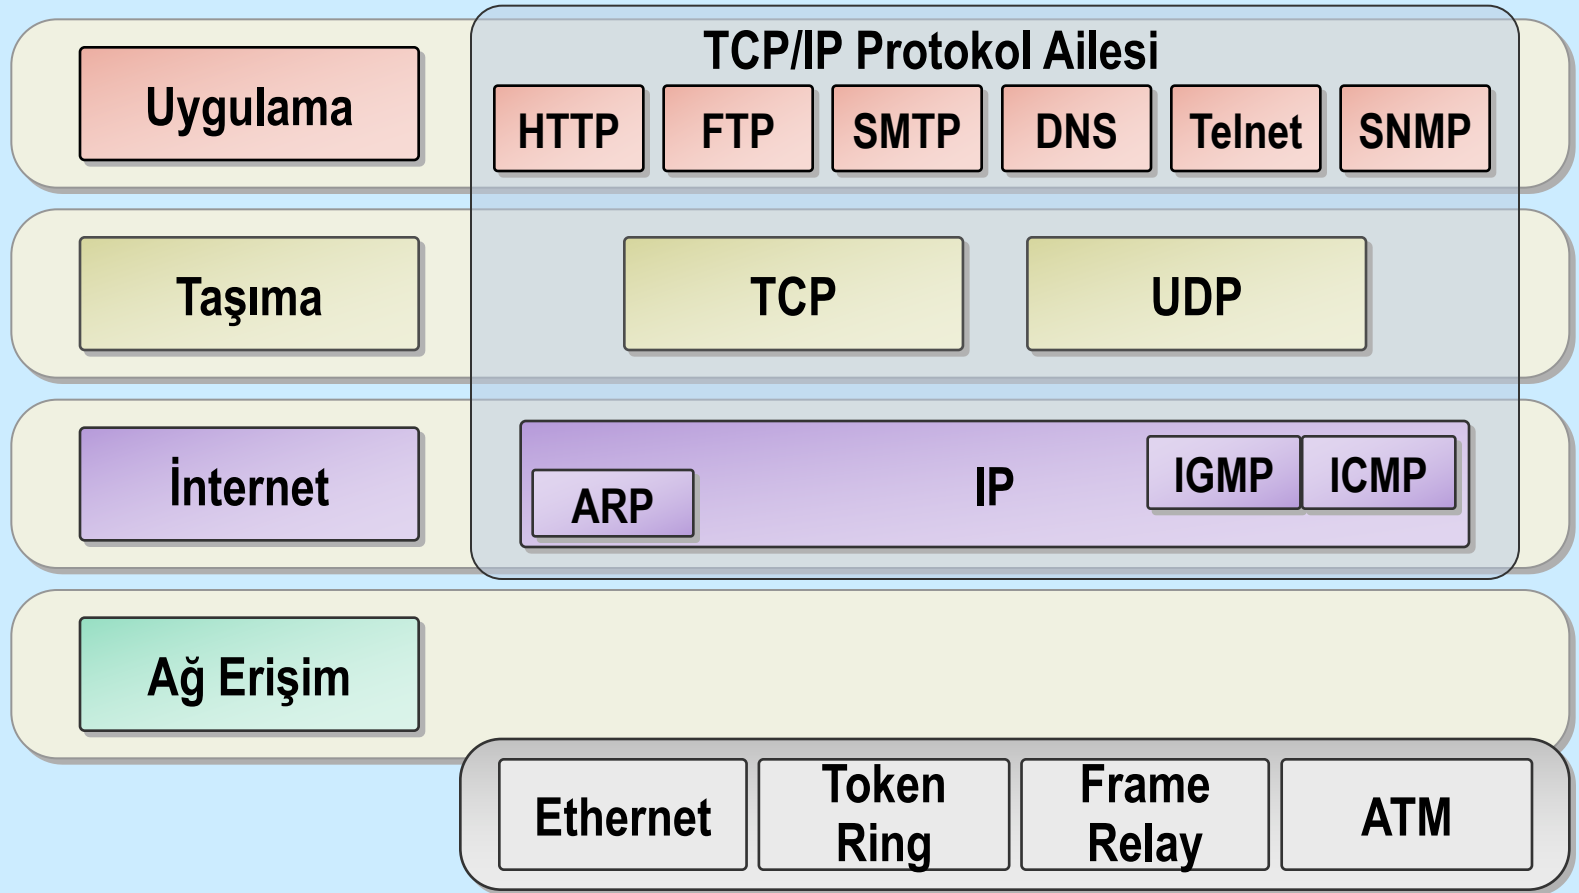 TCP/IP Protokol Ailesi
Uygulama
HTTP
FTP
SMTP
DNS
Telnet
SNMP
Taşıma
TCP
UDP
İnternet
ARP
IP
IGMP
ICMP
Ağ Erişim
Ethernet
Token
Ring
Frame
Relay
ATM